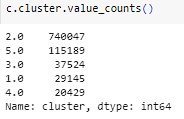 c.cluster.value_counts()
2.0    740047
5.0    115189
3.0     37524
1.0     29145
4.0     20429
Name: cluster, dtype: int64